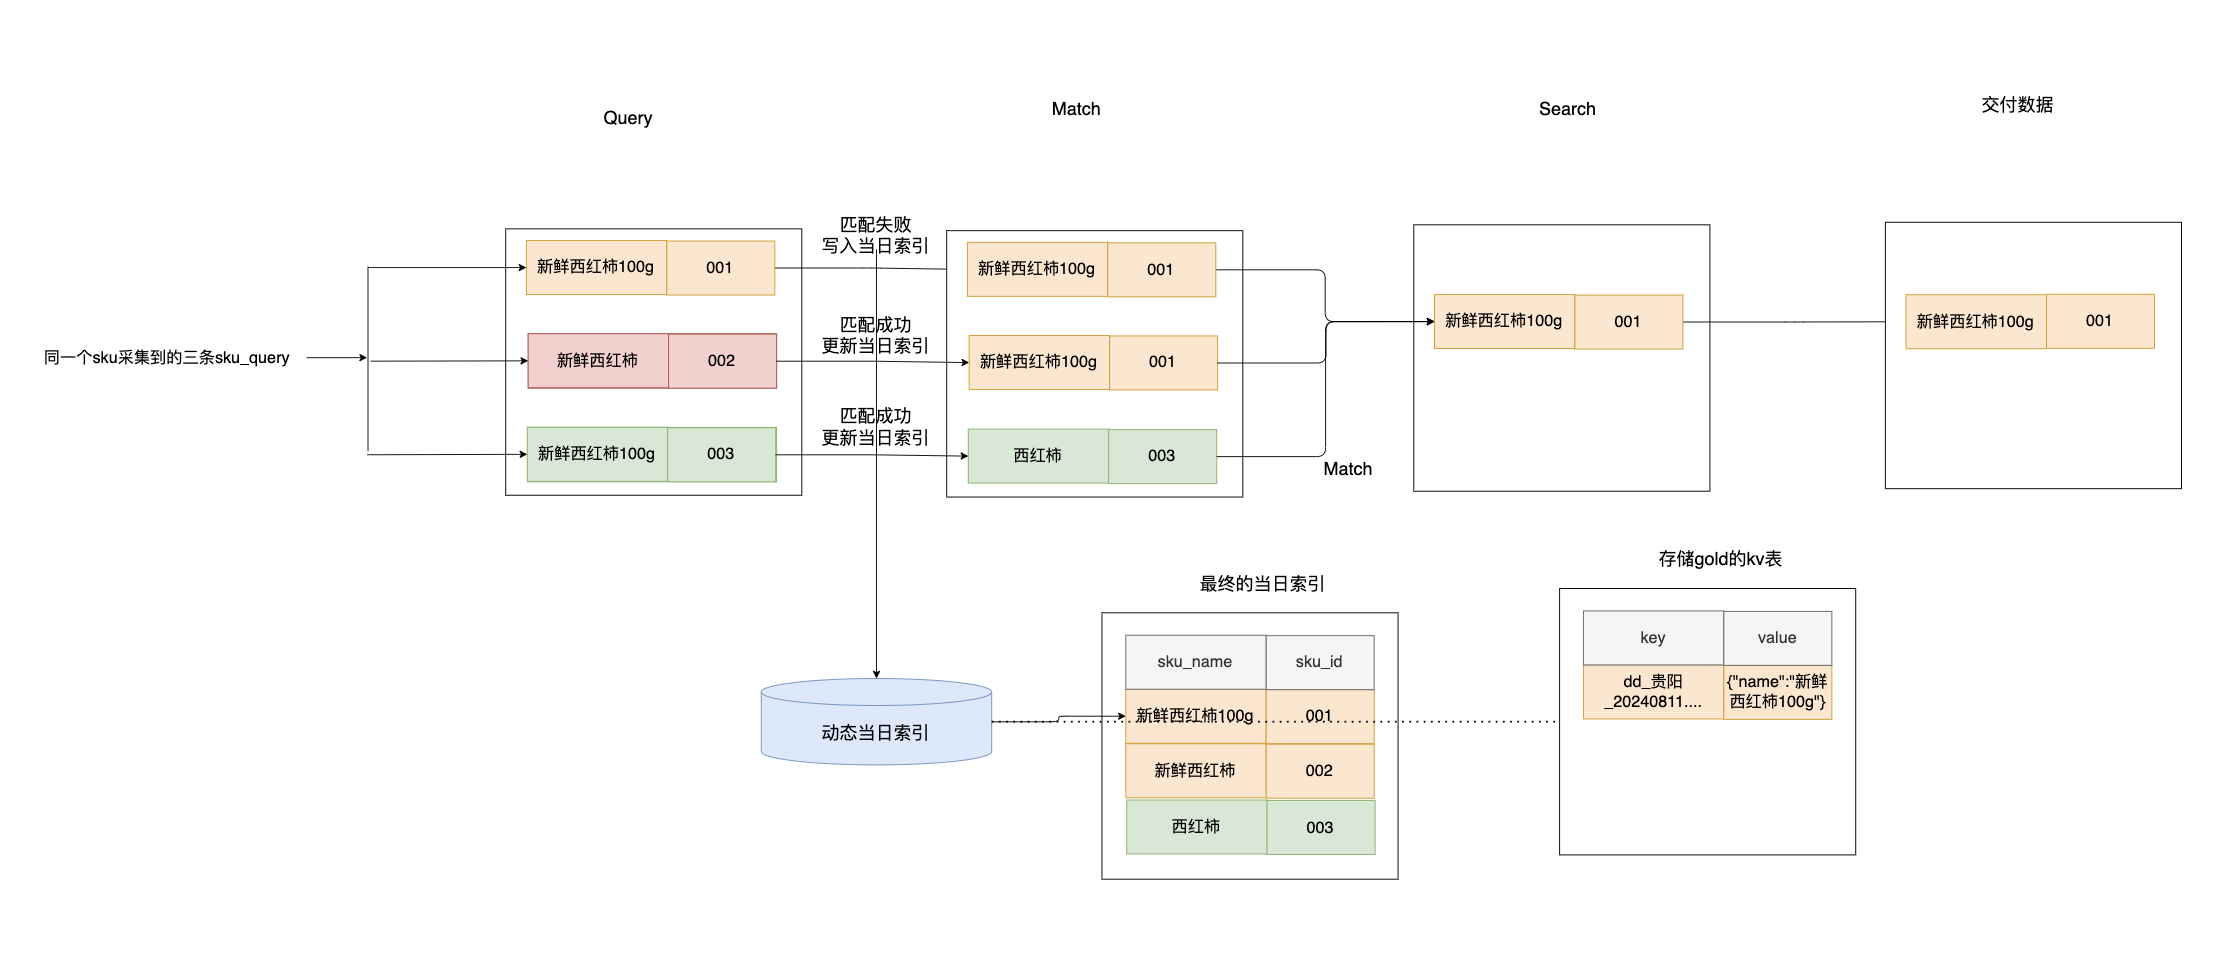 Query
Match
Search
交付数据
同一个sku采集到的三条sku_query
新鲜西红柿100g
001
新鲜西红柿
002
新鲜西红柿100g
003
匹配失败
写入当日索引
匹配成功
更新当日索引
匹配成功
更新当日索引
新鲜西红柿100g
001
新鲜西红柿100g
001
西红柿
003
Match
新鲜西红柿100g
001
新鲜西红柿100g
001
动态当日索引
最终的当日索引
sku_name
sku_id
新鲜西红柿100g
001
新鲜西红柿
002
西红柿
003
存储gold的kv表
key
value
dd_贵阳
_20240811....
{"name":"新鲜
西红柿100g"}